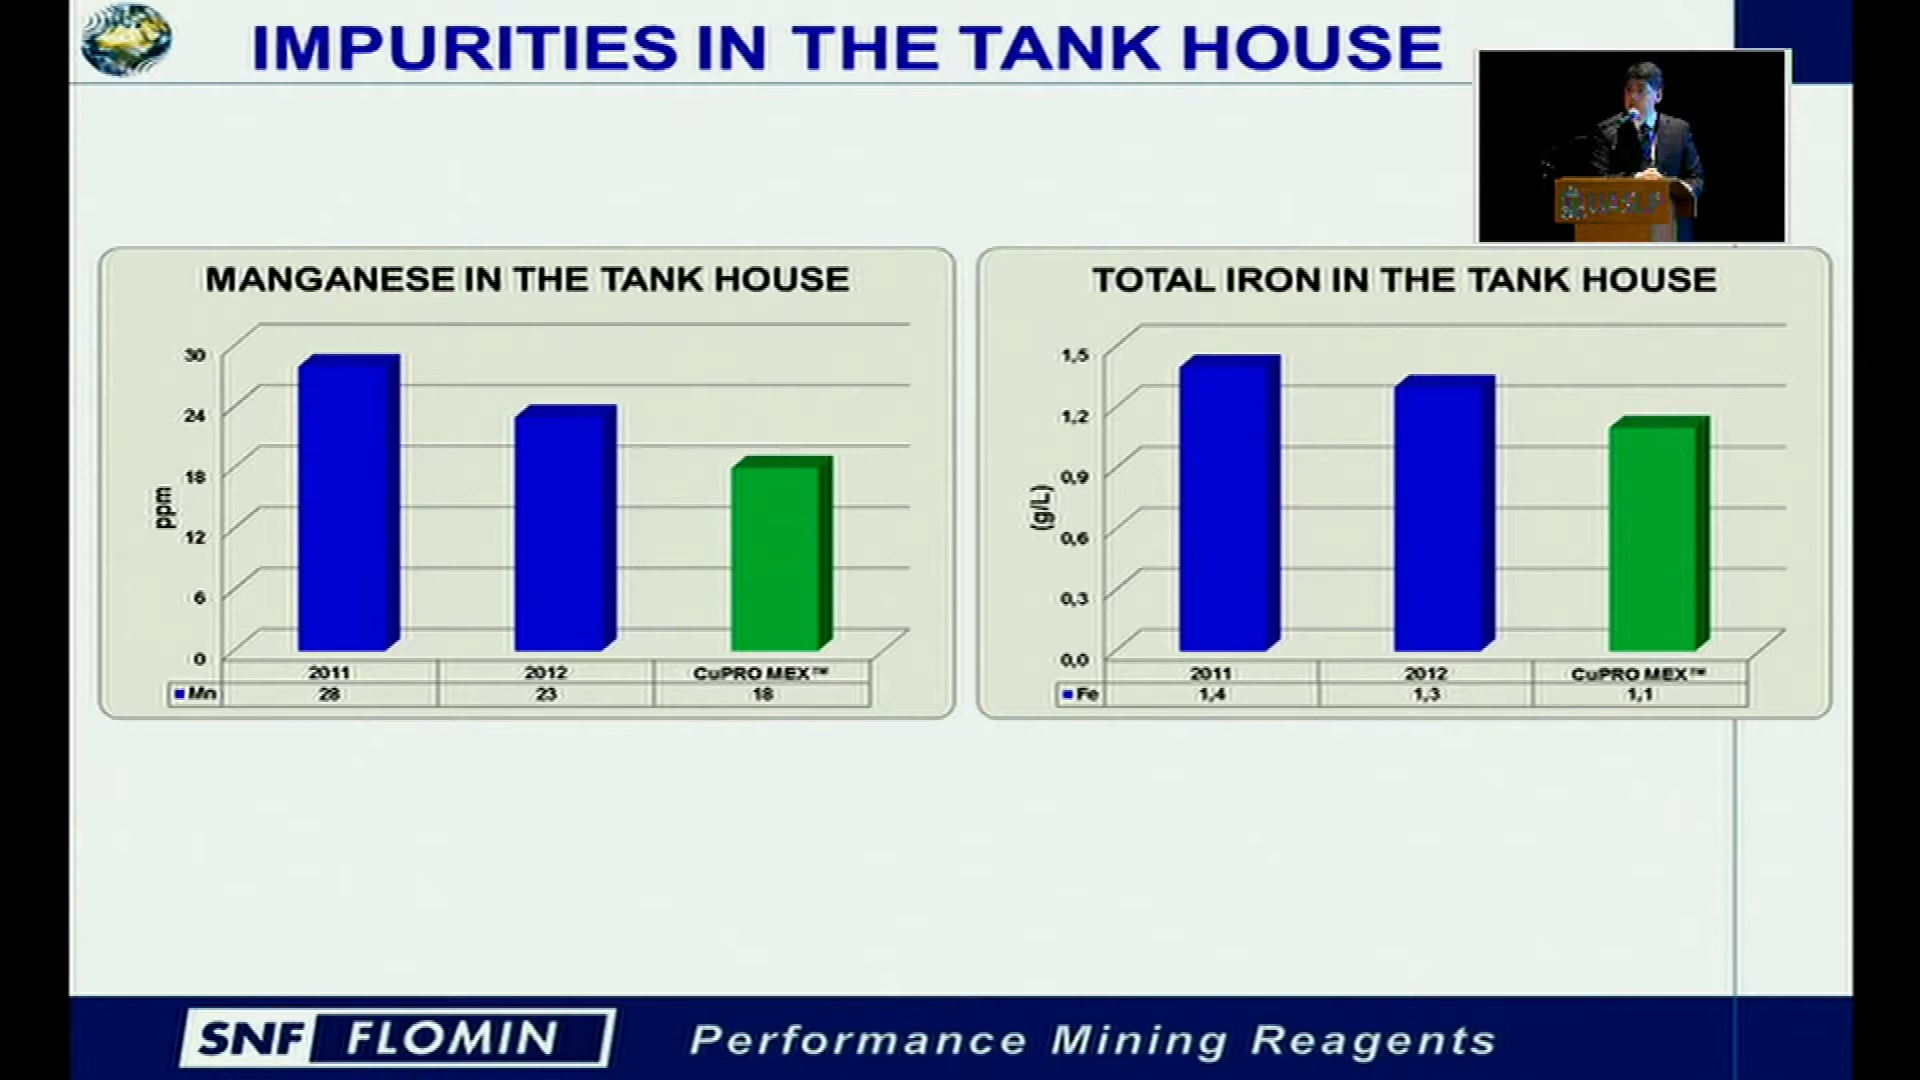 IMPURITIES IN THE TANK HOUSE
UASLP
MANGANESE IN THE TANK HOUSE
30
24
18
12
6
0
ppm
2011 2012 CuPRO MEX™
Mn 28 23 18
TOTAL IRON IN THE TANK HOUSE
1,5
1,2
0,9
0,6
0,3
0,0
(g/L)
2011 2012 CuPRO MEX™
Fe 1,4 1,3 1,1
SNF FLOMIN Performance Mining Reagents